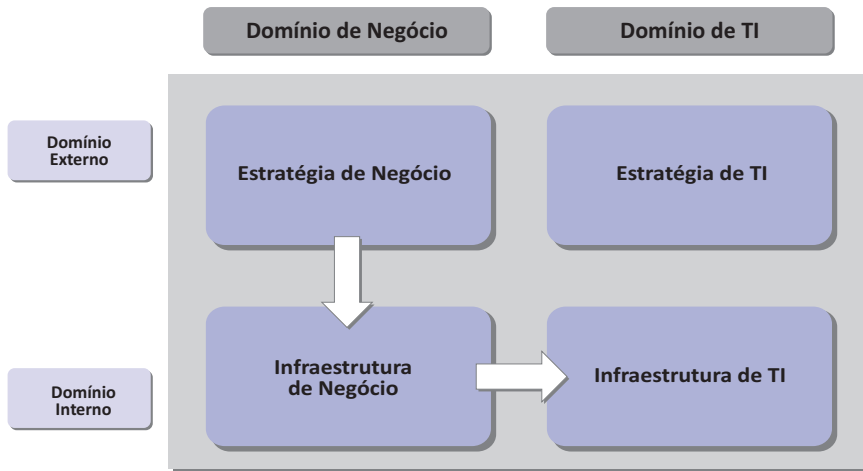 Domínio de Negócio
Domínio de TI
Domínio
Externo
Estratégia de Negócio
Estratégia de TI
Domínio
Interno
Infraestrutura
de Negócio
Infraestrutura de TI